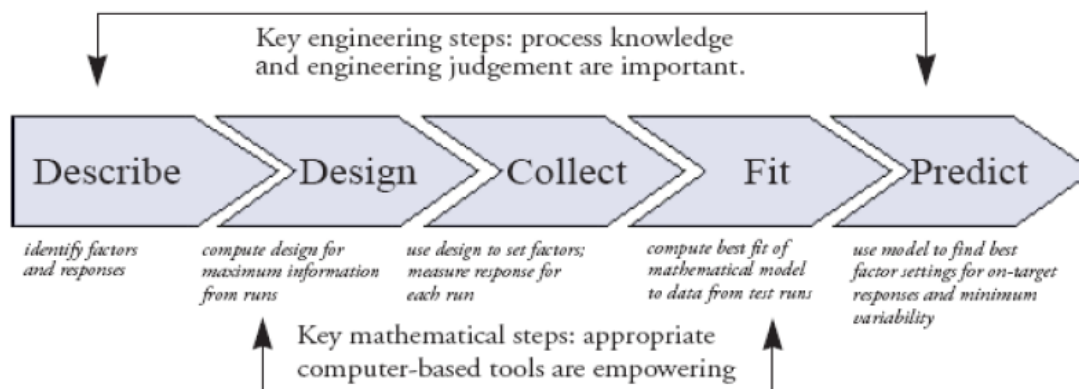 Key engineering steps: process knowledge
and engineering judgement are important.
Describe
Design
Collect
Fit
Predict
identify factors
and responses
compute design for
maximum information
from runs
use design to set factors;
measure response for
each run
compute best fit of
mathematical model
to data from test runs
use model to find best
factor settings for on-target
responses and minimum
variability
Key mathematical steps: appropriate
computer-based tools are empowering